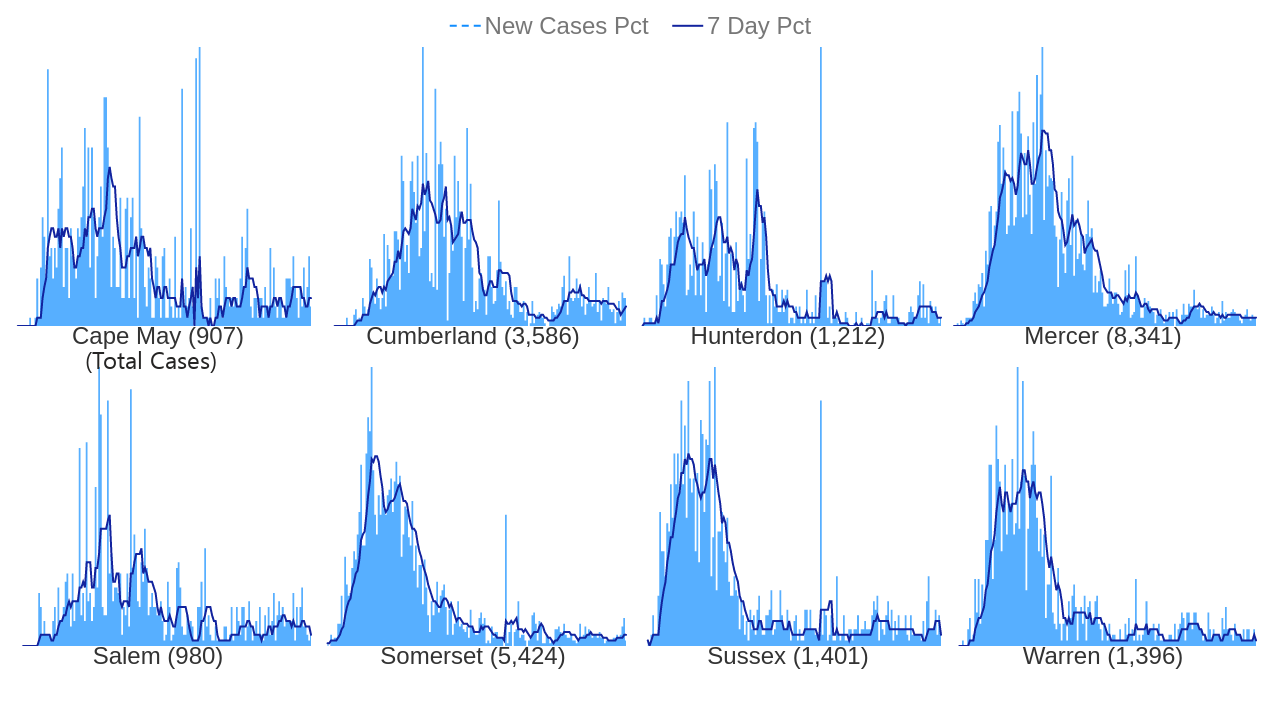 New Cases Pct 7 Day Pct
Cape May (907) Cumberland (3,586) Hunterdon (1,212) Mercer (8,341)
(Total Cases)
Salem (980) Somerset (5,424) Sussex (1,401) Warren (1,396)